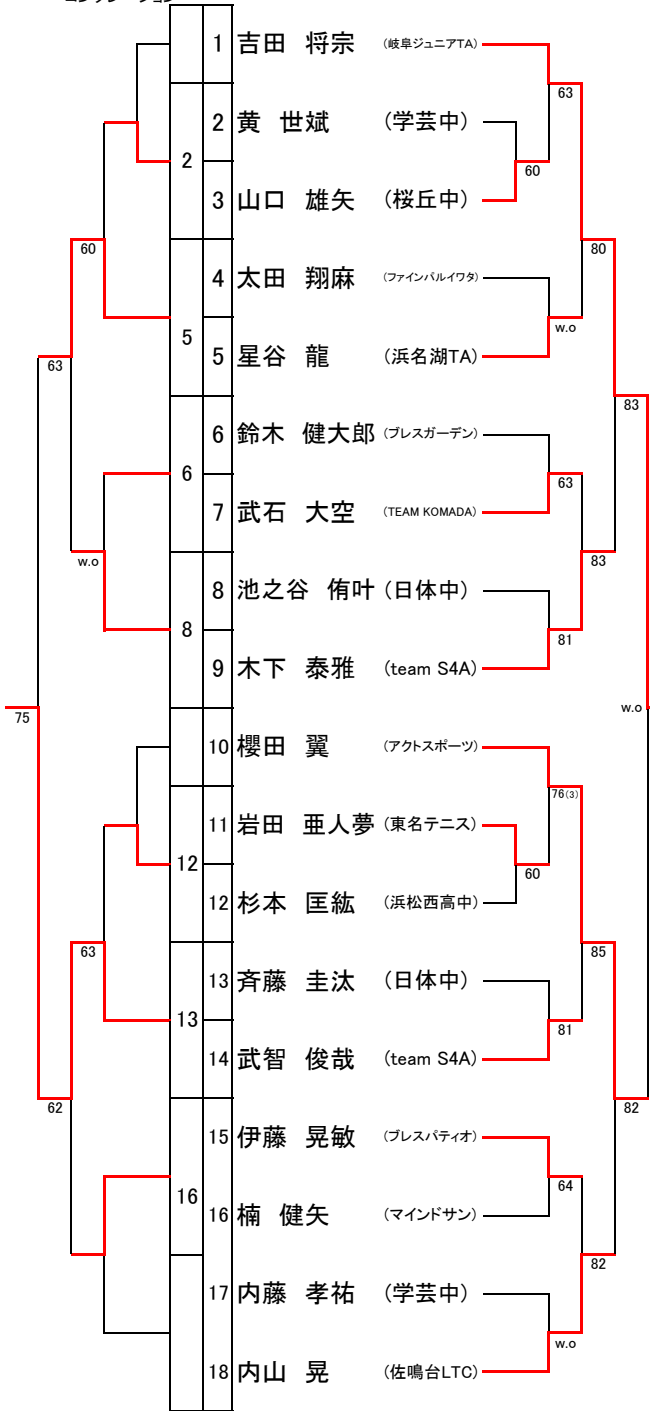 1 吉田 将宗 (岐阜ジュニアTA)
63
2 黄 世斌 (学芸中)
2
60
3 山口 雄矢 (桜丘中)
60
80
4 太田 翔麻 (ファインバルイワタ)
5
w.o
5 星谷 龍 (浜名湖TA)
63
83
6 鈴木 健大郎 (ブレスガーデン)
6
63
7 武石 大空 (TEAM KOMADA)
w.o
83
8 池之谷 侑叶 (日体中)
8
81
9 木下 泰雅 (team S4A)
75
w.o
10 櫻田 翼 (アクトスポーツ)
76(3)
11 岩田 亜人夢 (東名テニス)
12
60
12 杉本 匡紘 (浜松西高中)
63
85
13 斉藤 圭汰 (日体中)
13
81
14 武智 俊哉 (team S4A)
62
82
15 伊藤 晃敏 (ブレスパティオ)
64
16
16 楠 健矢 (マインドサン)
82
17 内藤 孝祐 (学芸中)
w.o
18 内山 晃 (佐鳴台LTC)